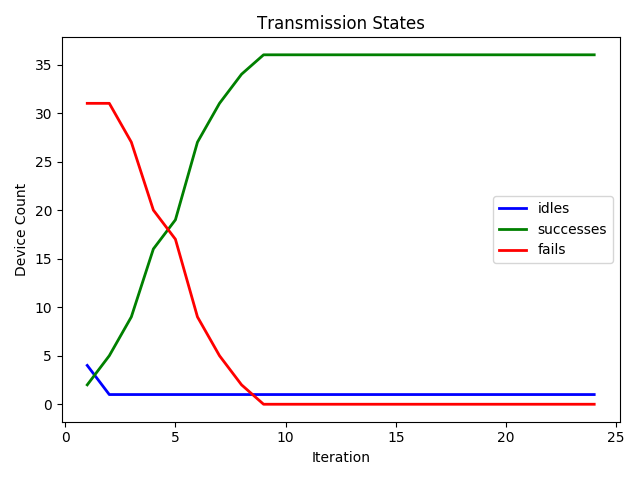 Transmission States
Device Count
35
30
25
20
15
10
5
0
idles
successes
fails
0 5 10 15 20 25
Iteration